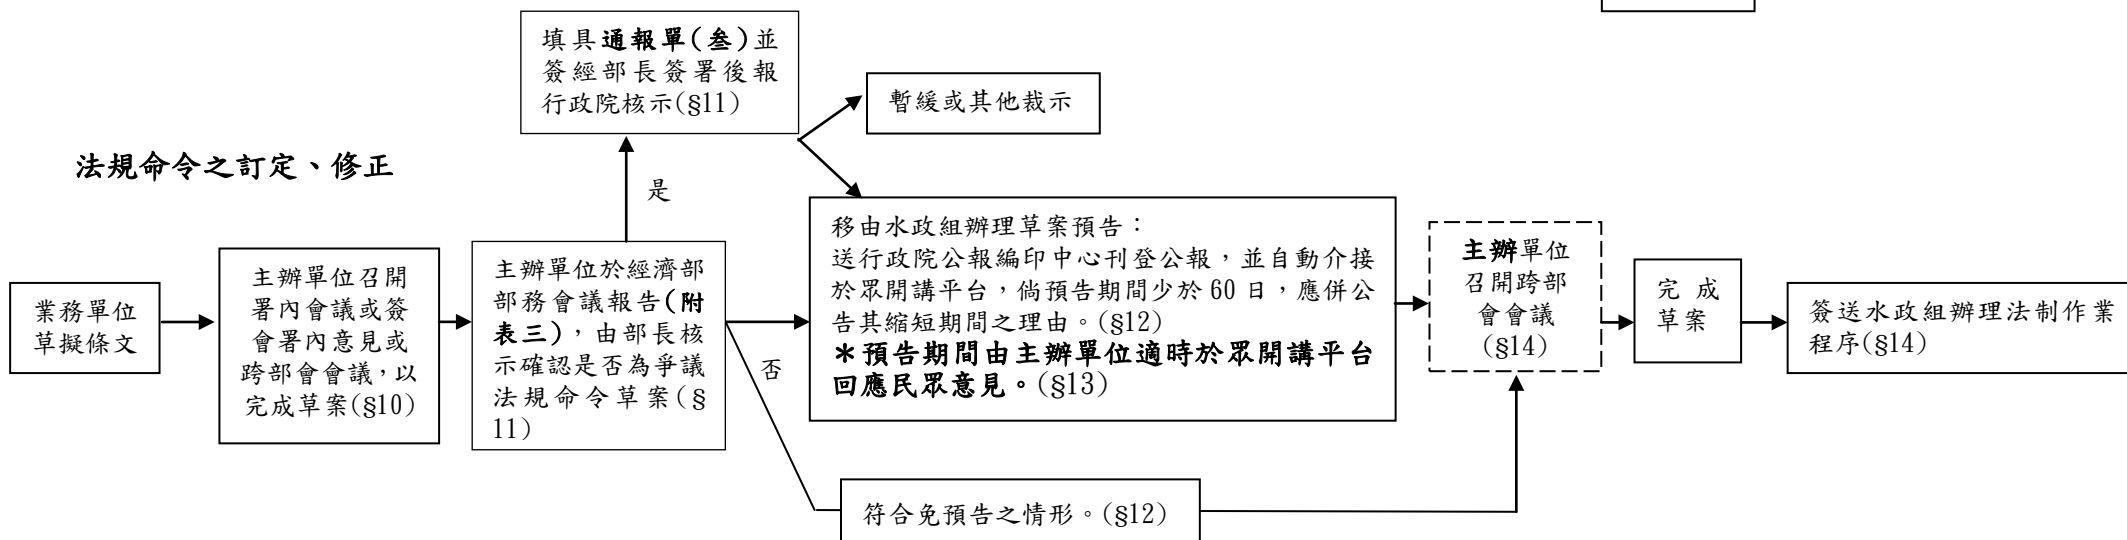 填具通報單(叁)並
簽經部長簽署後報
行政院核示(§11)
暫緩或其他裁示
法規命令之訂定、修正
是
業務單位
草擬條文
主辦單位召開
署內會議或簽
會署內意見或
跨部會會議,以
完成草案(§10)
主辦單位於經濟部
部務會議報告(附
表三),由部長核
示確認是否為爭議
法規命令草案(§
11)
否
移由水政組辦理草案預告:
送行政院公報編印中心刊登公報,並自動介接
於眾開講平台,倘預告期間少於 60 日,應併公
告其縮短期間之理由。(§12)
＊預告期間由主辦單位適時於眾開講平台
回應民眾意見。(§13)
主辦單位
召開跨部
會會議
(§14)
完成
草案
簽送水政組辦理法制作業
程序(§14)
符合免預告之情形。(§12)